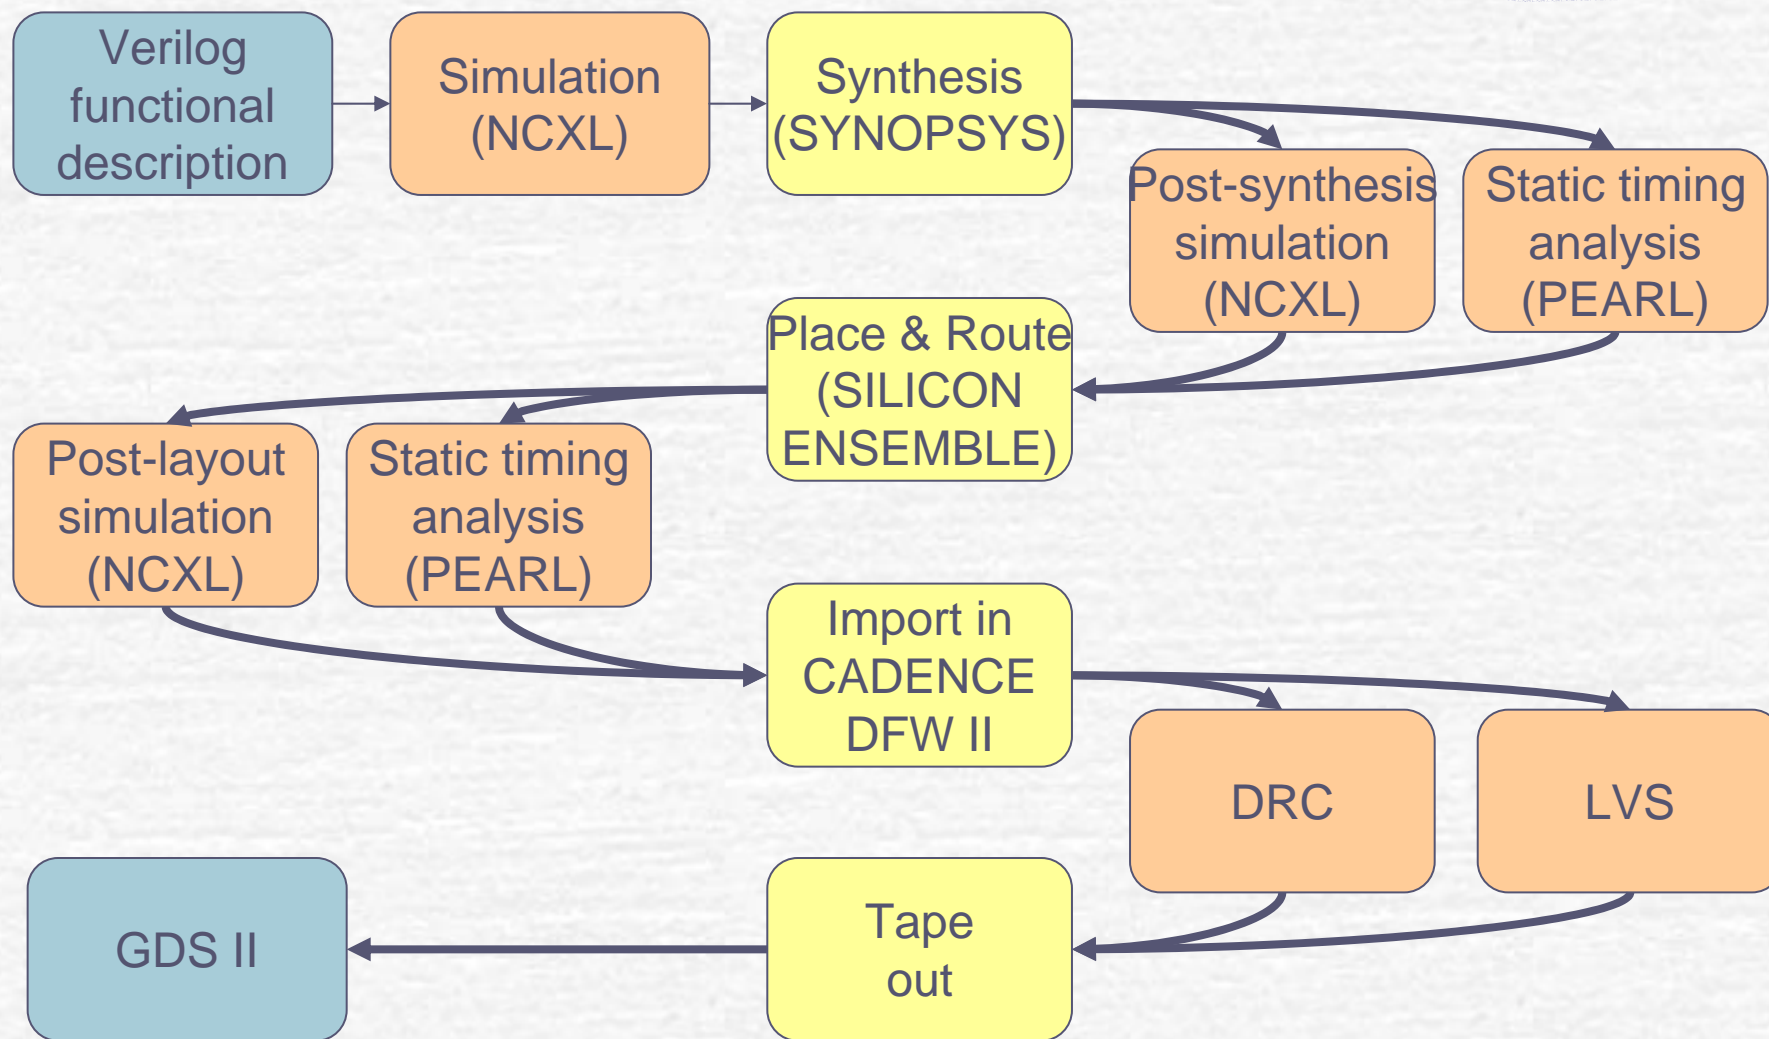 Verilog
functional
description
Simulation
(NCXL)
Synthesis
(SYNOPSYS)
Post-synthesis
simulation
(NCXL)
Static timing
analysis
(PEARL)
Place & Route
(SILICON
ENSEMBLE)
Post-layout
simulation
(NCXL)
Static timing
analysis
(PEARL)
Import in
CADENCE
DFW II
DRC
LVS
Tape
out
GDS II